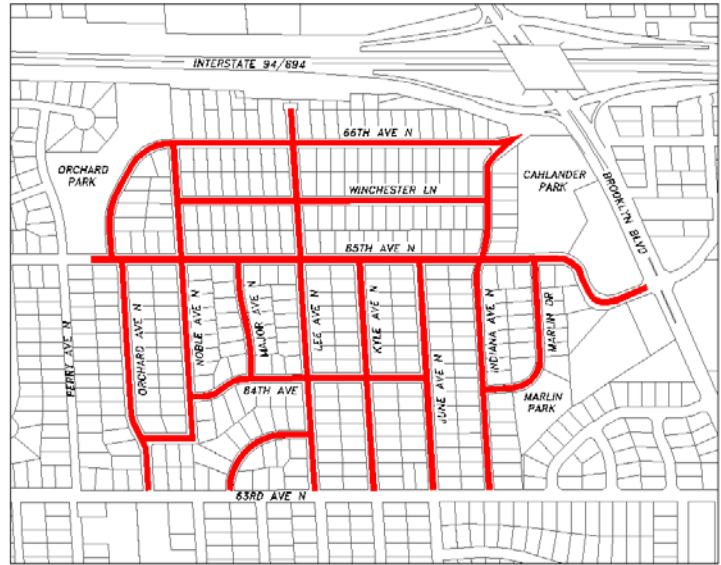 INTERSTATE 94/694
66TH AVE N
ORCHARD
PARK
WINCHESTER LN
CAHLANDER
PARK
BROOKLYN BLVD
65TH AVE N
PERRY AVE N
ORCHARD AVE N
NOBLE AVE N
MAJOR AVE N
LEE AVE N
KYLE AVE N
JUNE AVE N
INDIANA AVE N
MARLIN DR
64TH AVE
MARLIN
PARK
63RD AVE N